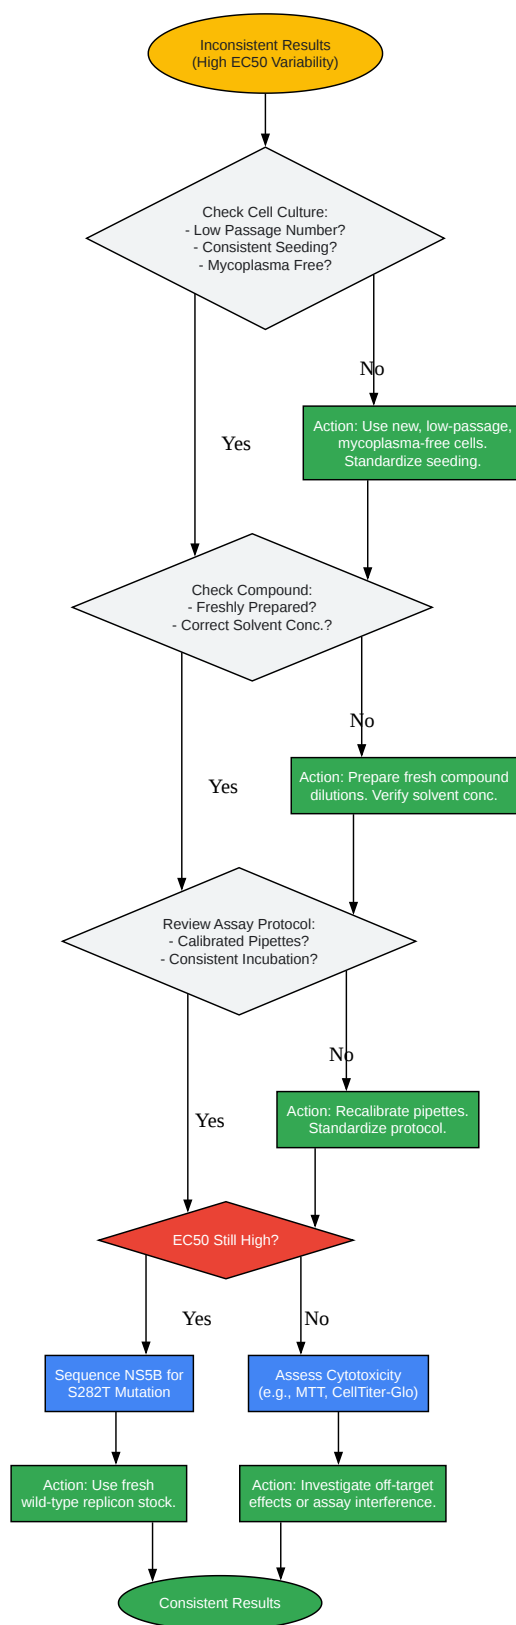 Inconsistent Results
(High EC50 Variability)
Check Cell Culture:
- Low Passage Number?
- Consistent Seeding?
- Mycoplasma Free?
No
Yes
Action: Use new, low-passage,
mycoplasma-free cells.
Standardize seeding.
Check Compound:
- Freshly Prepared?
- Correct Solvent Conc.?
No
Yes
Action: Prepare fresh compound
dilutions. Verify solvent conc.
Review Assay Protocol:
- Calibrated Pipettes?
- Consistent Incubation?
No
Yes
Action: Recalibrate pipettes.
Standardize protocol.
EC50 Still High?
Yes
No
Sequence NS5B for
S282T Mutation
Assess Cytotoxicity
(e.g., MTT, CellTiter-Glo)
Action: Use fresh
wild-type replicon stock.
Action: Investigate off-target
effects or assay interference.
Consistent Results